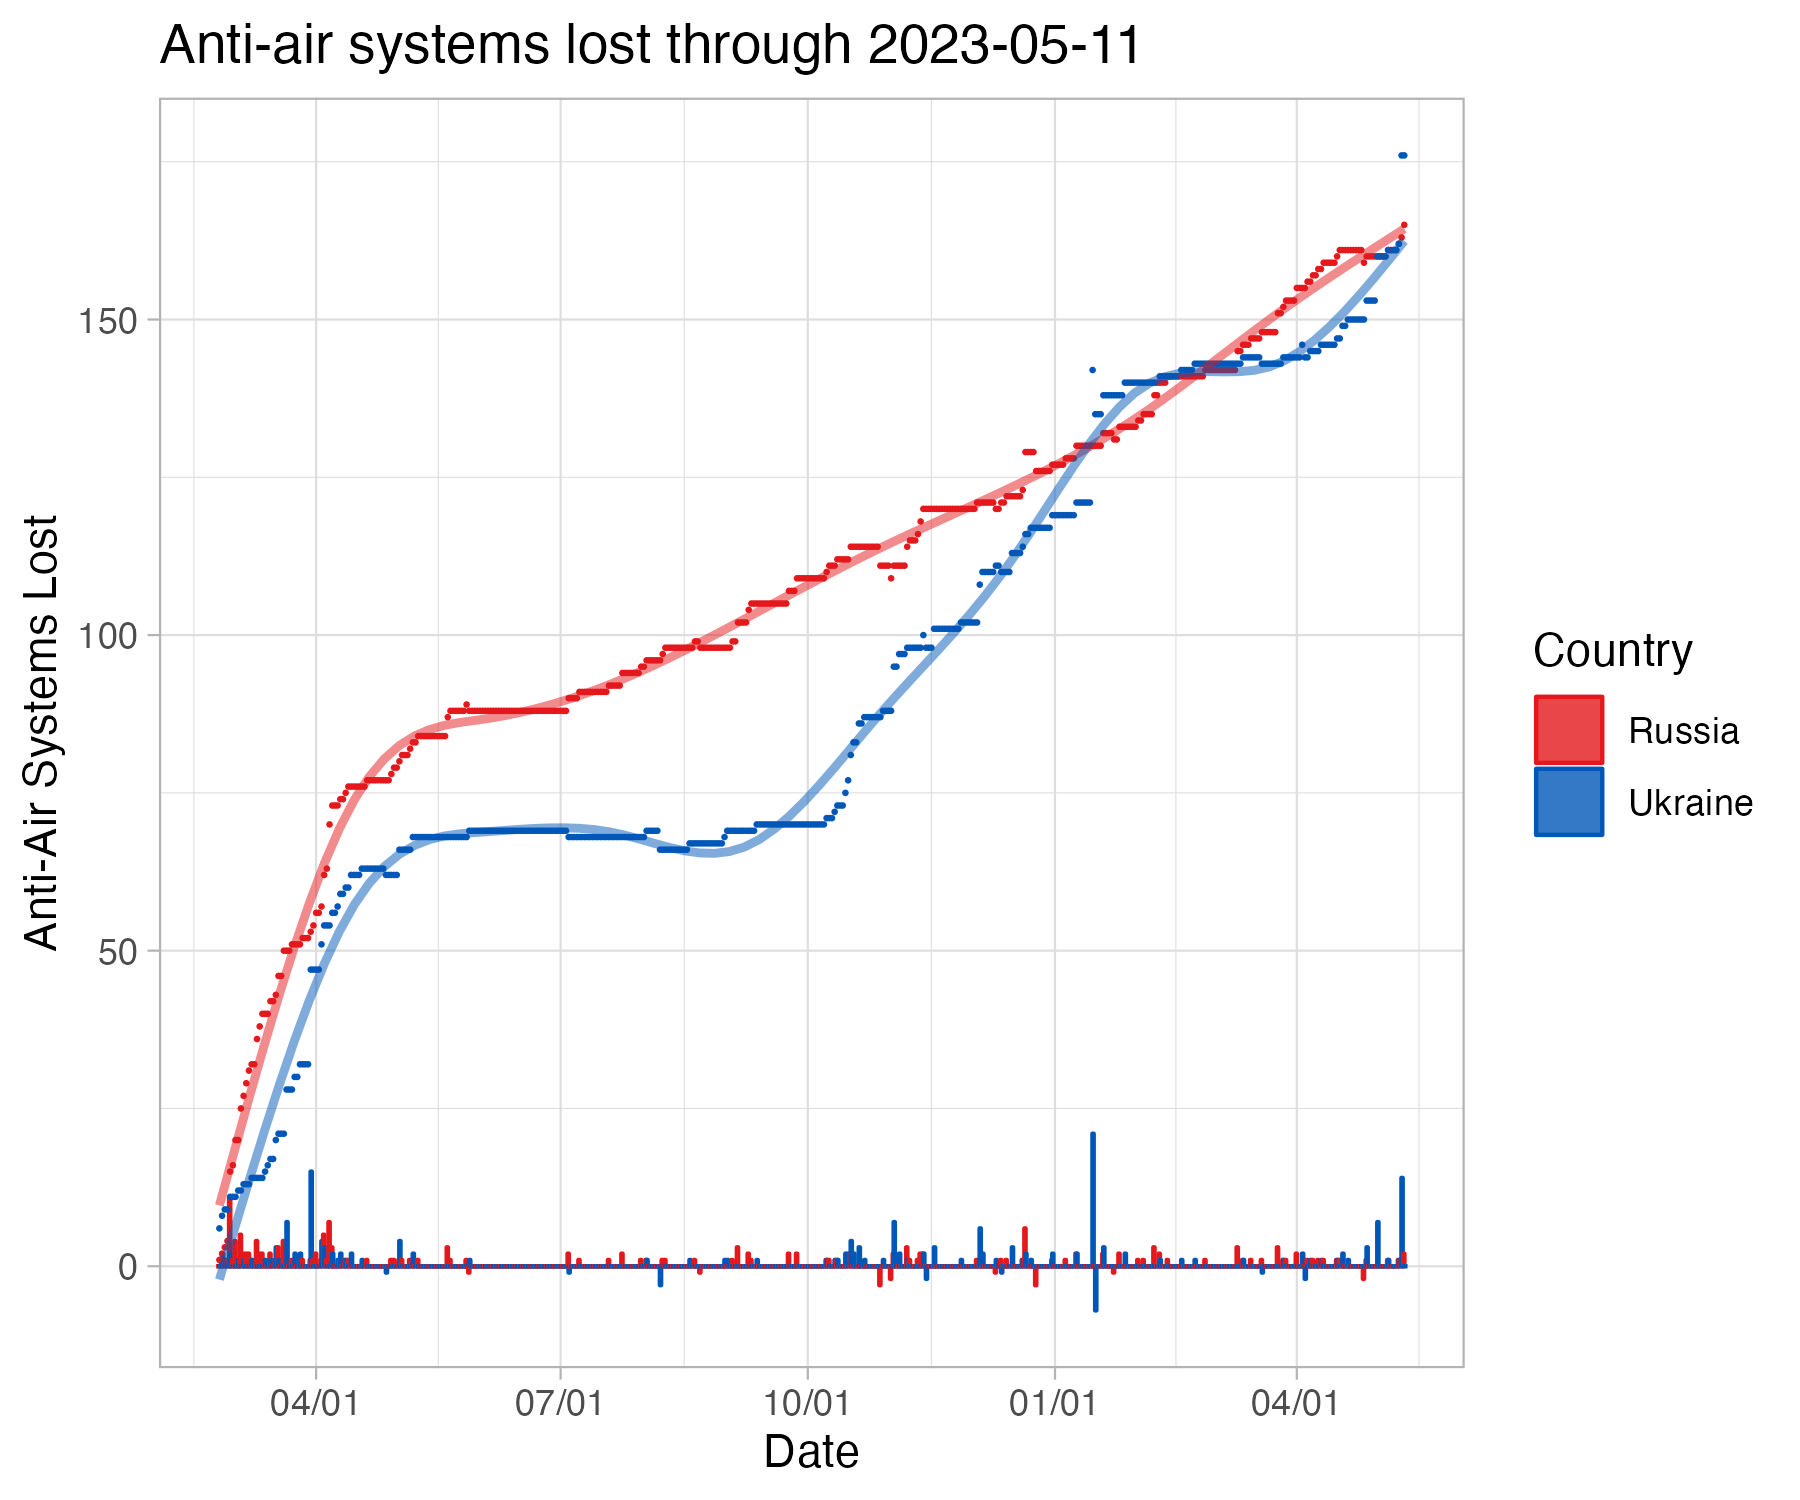 Anti-air systems lost through 2023-05-11
Anti-Air Systems Lost
150
100
50
0
04/01
07/01
10/01
01/01
04/01
Date
Country
Russia
Ukraine